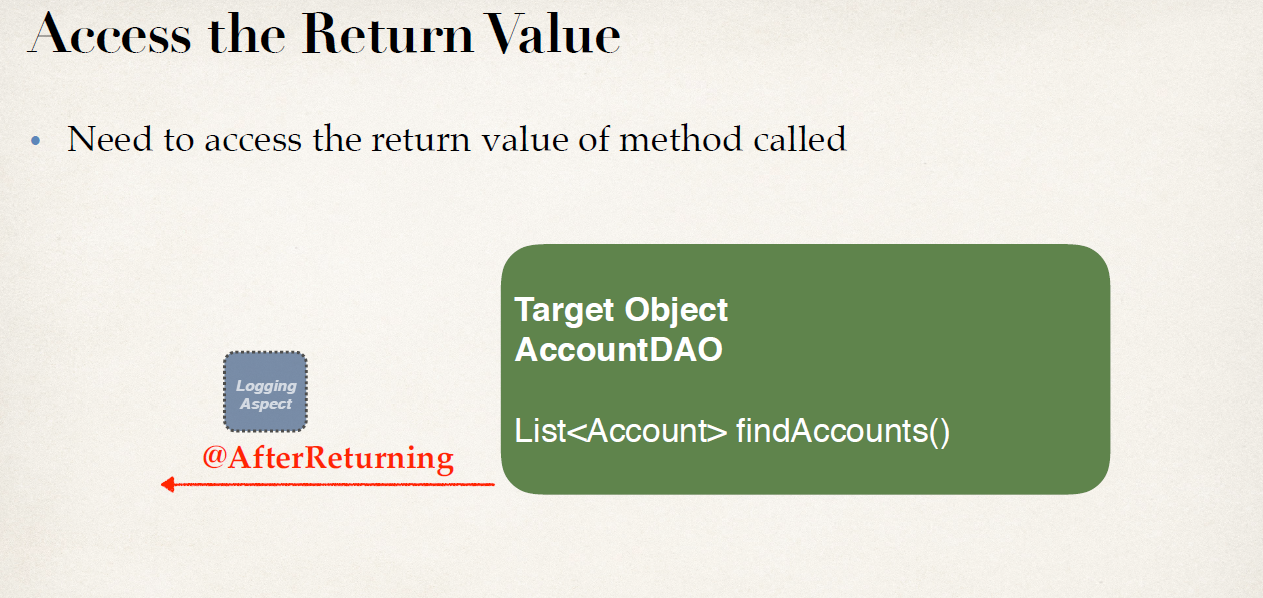 Access the Return Value
• Need to access the return value of method called
Target Object
AccountDAO
List<Account> findAccounts()
Logging
Aspect
@AfterReturning